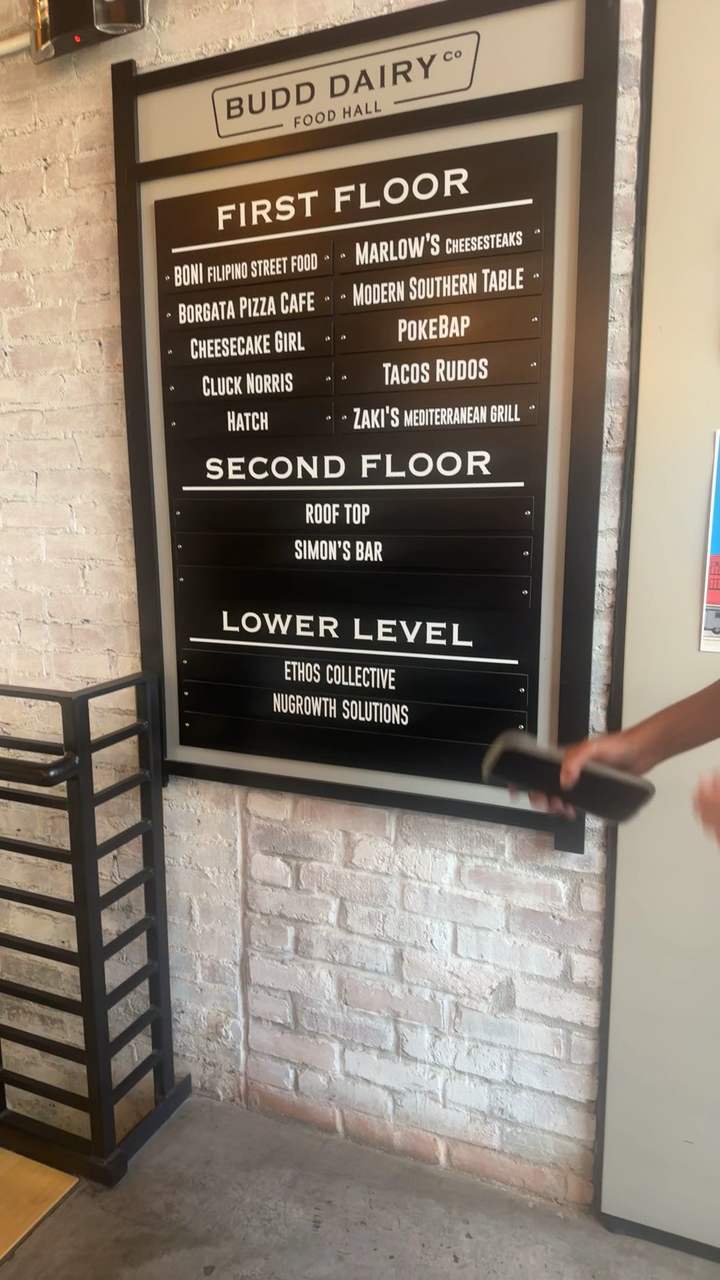 BUDD DAIRY CO
FOOD HALL
FIRST FLOOR
BONI FILIPINO STREET FOOD
BORGATA PIZZA CAFE
CHEESECAKE GIRL
CLUCK NORRIS
HATCH
MARLOW'S CHEESESTEAKS
MODERN SOUTHERN TABLE
POKEBAP
TACOS RUDOS
ZAKI'S MEDITERRANEAN GRILL
SECOND FLOOR
ROOF TOP
SIMON'S BAR
LOWER LEVEL
ETHOS COLLECTIVE
NUGROWTH SOLUTIONS